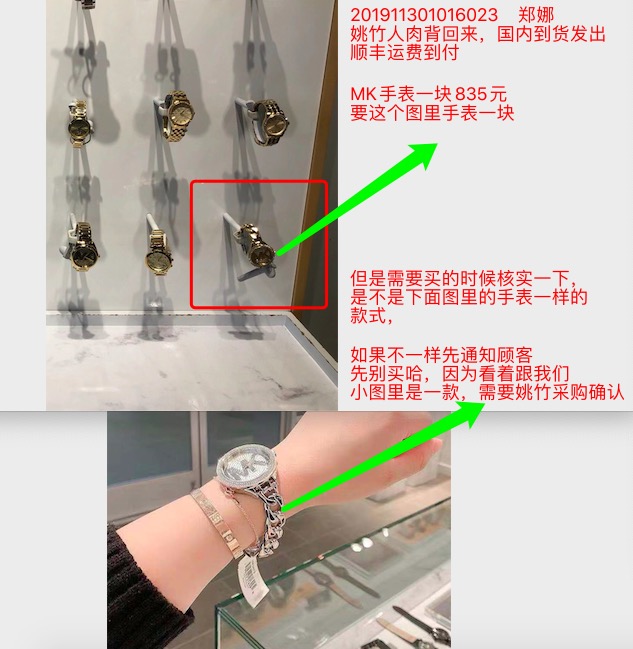 201911301016023 郑娜
姚竹人肉背回来，国内到货发出
顺丰运费到付
MK手表一块835元
要这个图里手表一块
但是需要买的时候核实一下，
是不是下面图里的手表一样的
款式，
如果不一样先通知顾客
先别买哈，因为看着跟我们
小图里是一款，需要姚竹采购确认
MK